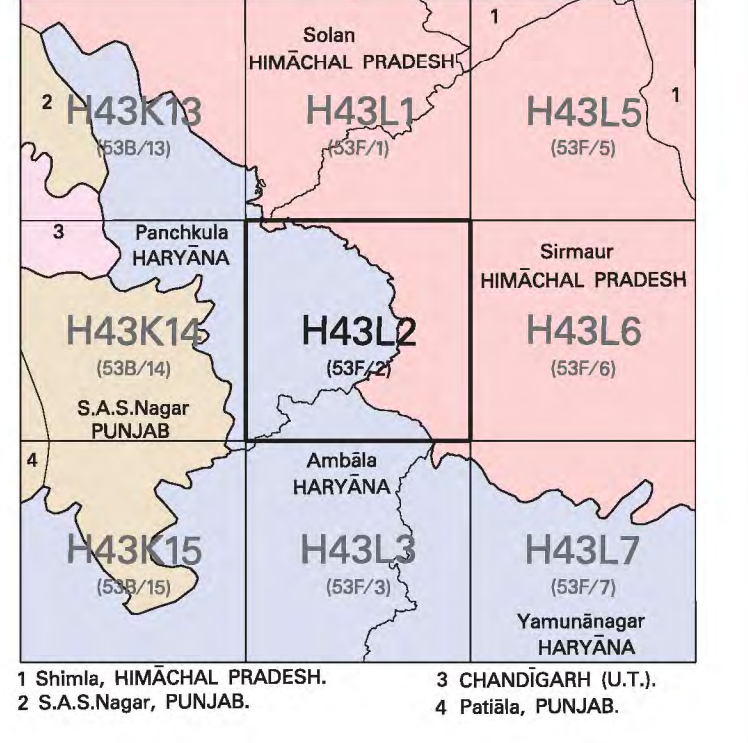 1
Solan
HIMĀCHAL PRADESH
2
H43K13
(53B/13)
H43L1
(53F/1)
H43L5
(53F/5)
1
3
Panchkula
HARYĀNA
Sirmaur
HIMĀCHAL PRADESH
H43K14
(53B/14)
H43L2
(53F/2)
H43L6
(53F/6)
S.A.S.Nagar
PUNJAB
4
Ambāla
HARYĀNA
H43K15
(53B/15)
H43L3
(53F/3)
H43L7
(53F/7)
Yamunānagar
HARYĀNA
1 Shimla, HIMĀCHAL PRADESH.
2 S.A.S.Nagar, PUNJAB.
3 CHANDĪGARH (U.T.).
4 Patiāla, PUNJAB.